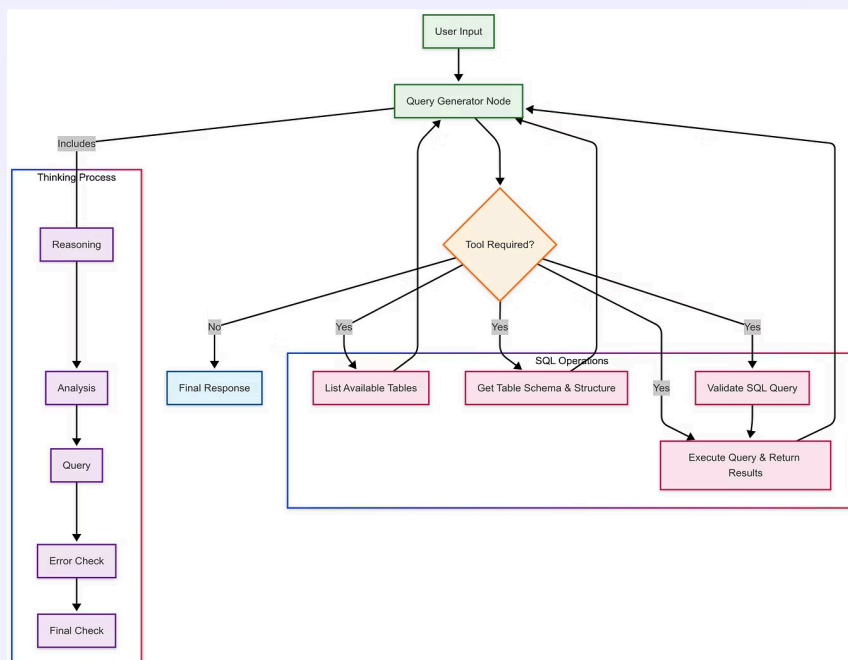 User Input
Query Generator Node
Includes
Thinking Process
Reasoning
Tool Required?
No
Yes
Yes
Yes
SQL Operations
Analysis
Final Response
List Available Tables
Get Table Schema & Structure
Yes
Validate SQL Query
Query
Execute Query & Return
Results
Error Check
Final Check